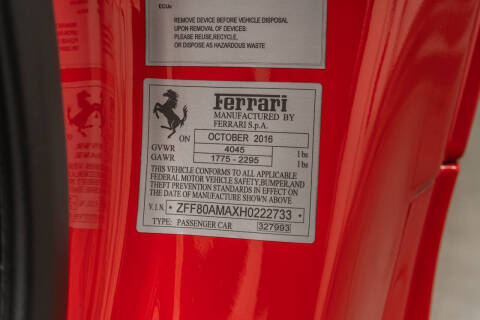 ECUs
REMOVE DEVICE BEFORE VEHICLE DISPOSAL
UPON REMOVAL OF DEVICES:
PLEASE REUSE,RECYCLE,
OR DISPOSE AS HAZARDOUS WASTE
Ferrari
MANUFACTURED BY
FERRARI S.p.A.
ON OCTOBER 2016
GVWR 4045 lbs
GAWR 1775 - 2295 lbs
THIS VEHICLE CONFORMS TO ALL APPLICABLE
FEDERAL MOTOR VEHICLE SAFETY,BUMPER,AND
THEFT PREVENTION STANDARDS IN EFFECT ON
THE DATE OF MANUFACTURE SHOWN ABOVE
V.I.N. * ZFF80AMAXH0222733 *
TYPE: PASSENGER CAR 327993